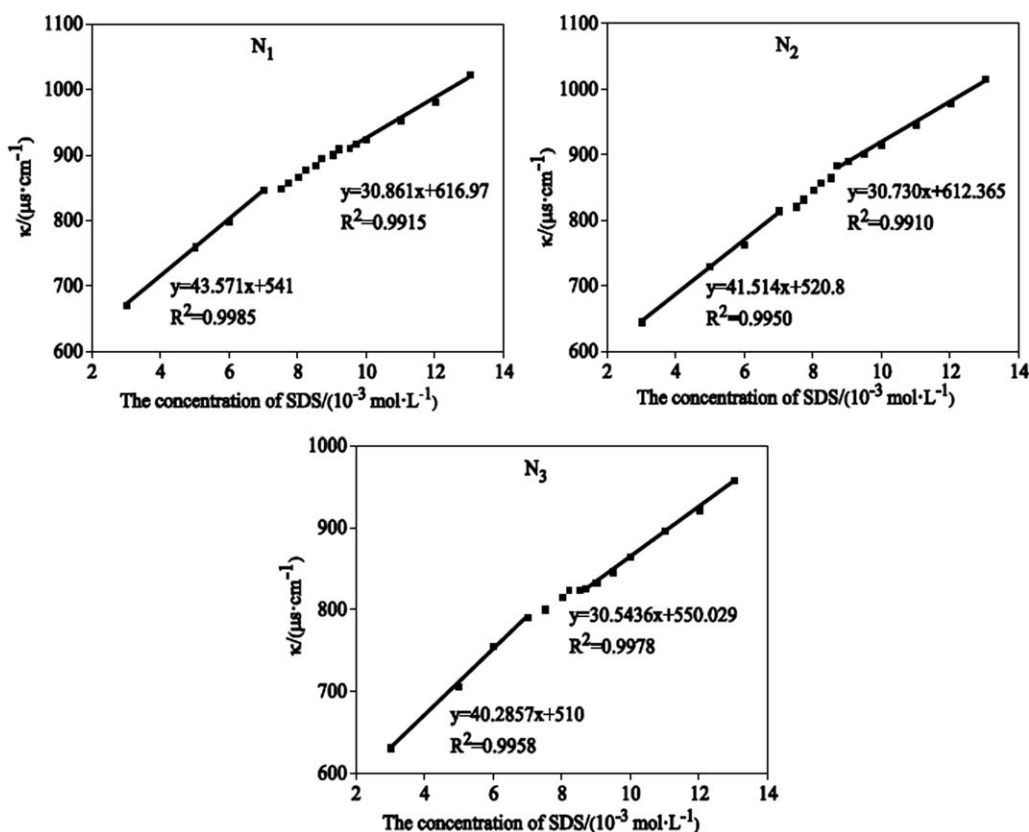 N1
1100
1000
900
800
700
600
κ/(μs·cm-1)
y=30.861x+616.97
R2=0.9915
y=43.571x+541
R2=0.9985
2 4 6 8 10 12 14
The concentration of SDS/(10-3 mol·L-1)
N2
1100
1000
900
800
700
600
κ/(μs·cm-1)
y=30.730x+612.365
R2=0.9910
y=41.514x+520.8
R2=0.9950
2 4 6 8 10 12 14
The concentration of SDS/(10-3 mol·L-1)
N3
1000
900
800
700
600
κ/(μs·cm-1)
y=30.5436x+550.029
R2=0.9978
y=40.2857x+510
R2=0.9958
2 4 6 8 10 12 14
The concentration of SDS/(10-3 mol·L-1)